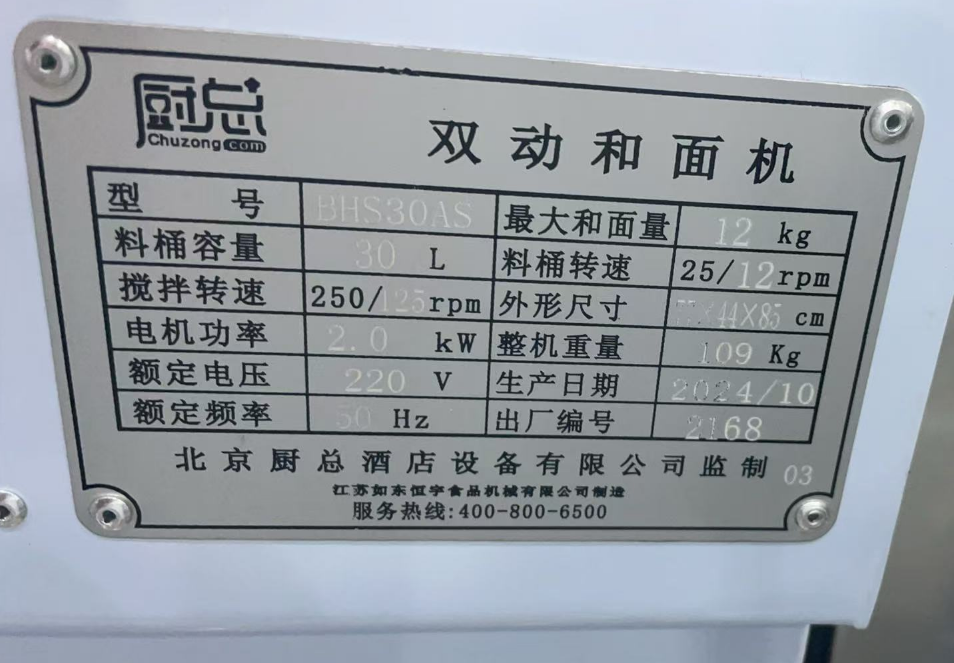 厨总
Chuzong com
双动和面机
型号 BHS30AS 最大和面量 12 kg
料桶容量 30 L 料桶转速 25/12rpm
搅拌转速 250/125rpm 外形尺寸 44X85 cm
电机功率 2.0 kW 整机重量 109 Kg
额定电压 220 V 生产日期 2024/10
额定频率 50 Hz 出厂编号 2168
北京厨总酒店设备有限公司监制 03
江苏如东恒宇食品机械有限公司制造
服务热线:400-800-6500